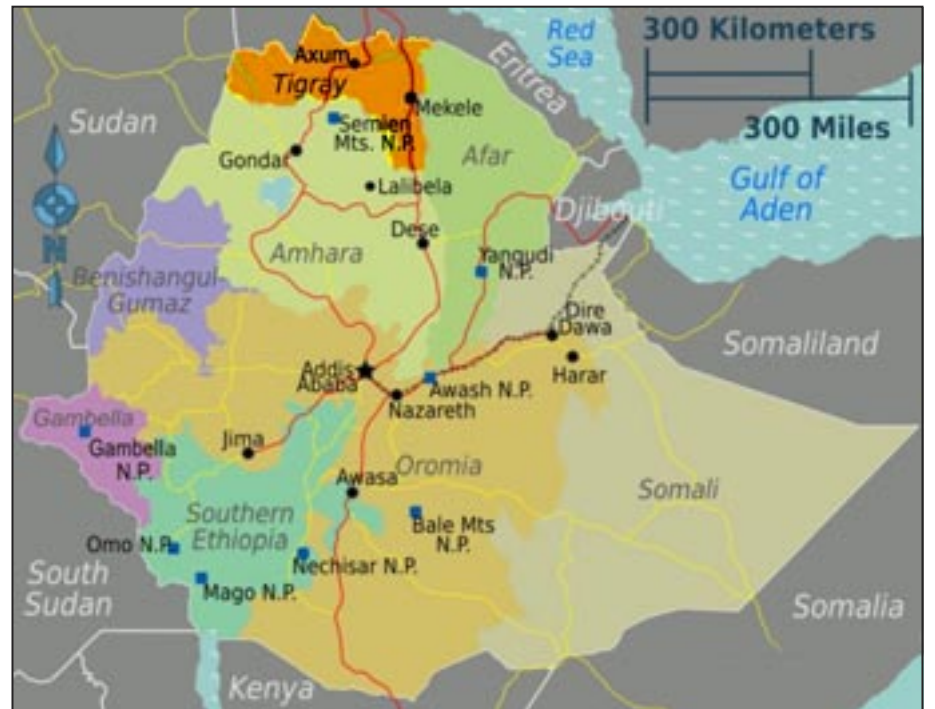 Red
Sea
300 Kilometers
300 Miles
Eritrea
Axum
Tigray
Mekele
Sudan
Semien
Mts. N.P.
Gondar
Afar
Lalibela
Gulf of
Aden
Djibouti
N
Dese
Amhara
Yangudi
N.P.
Benishangul-
Gumaz
Dire
Dawa
Somaliland
Addis
Ababa
Awash N.P.
Harar
Nazareth
Gambella
Gambella
N.P.
Jima
Oromia
Awasa
Somali
Southern
Ethiopia
Bale Mts
N.P.
Omo N.P.
Nechisar N.P.
Mago N.P.
South
Sudan
Somalia
Kenya